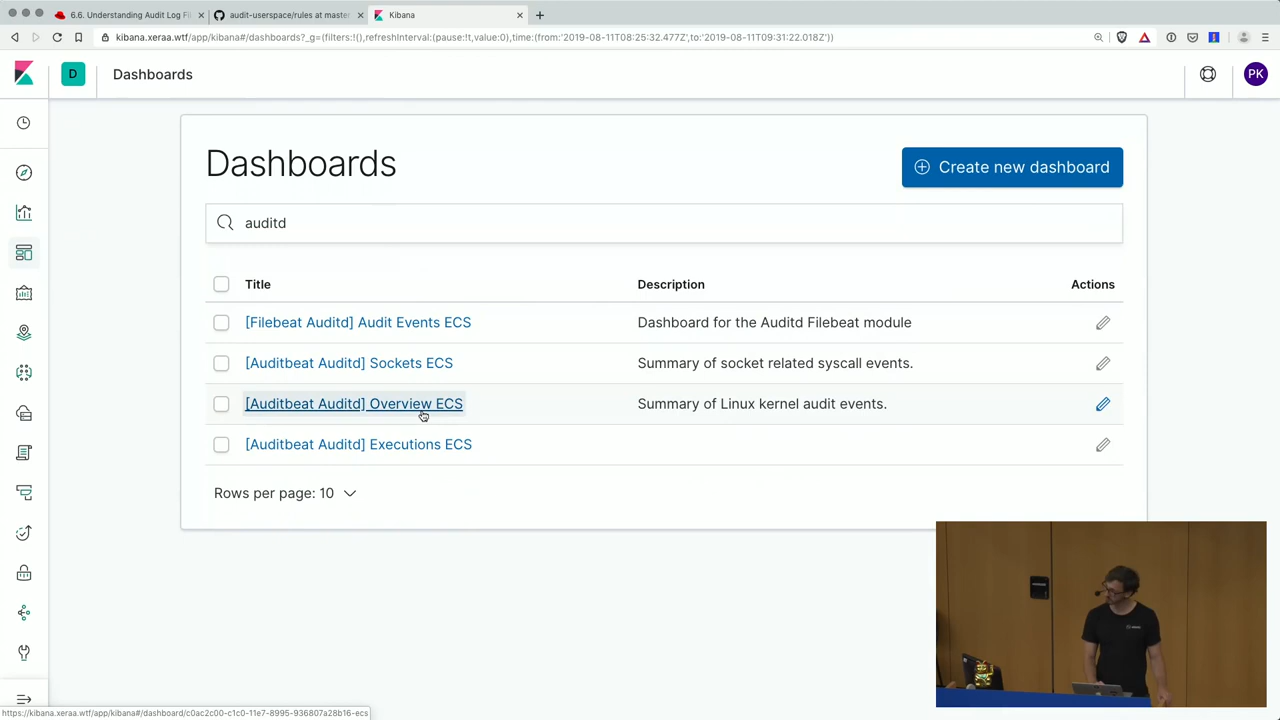 6.6. Understanding Audit Log Fi
audit-userspace/rules at master
Kibana
kibana.xeraa.wtf/app/kibana#/dashboards?_g=(filters:!(),refreshInterval:(pause:!t,value:0),time:(from:'2019-08-11T08:25:32.477Z',to:'2019-08-11T09:31:22.018Z'))
D
Dashboards
PK
Dashboards
Create new dashboard
auditd
Title Description Actions
[Filebeat Auditd] Audit Events ECS Dashboard for the Auditd Filebeat module
[Auditbeat Auditd] Sockets ECS Summary of socket related syscall events.
[Auditbeat Auditd] Overview ECS Summary of Linux kernel audit events.
[Auditbeat Auditd] Executions ECS
Rows per page: 10
https://kibana.xeraa.wtf/app/kibana#/dashboard/c0ac2c00-c1c0-11e7-8995-936807a28b16-ecs